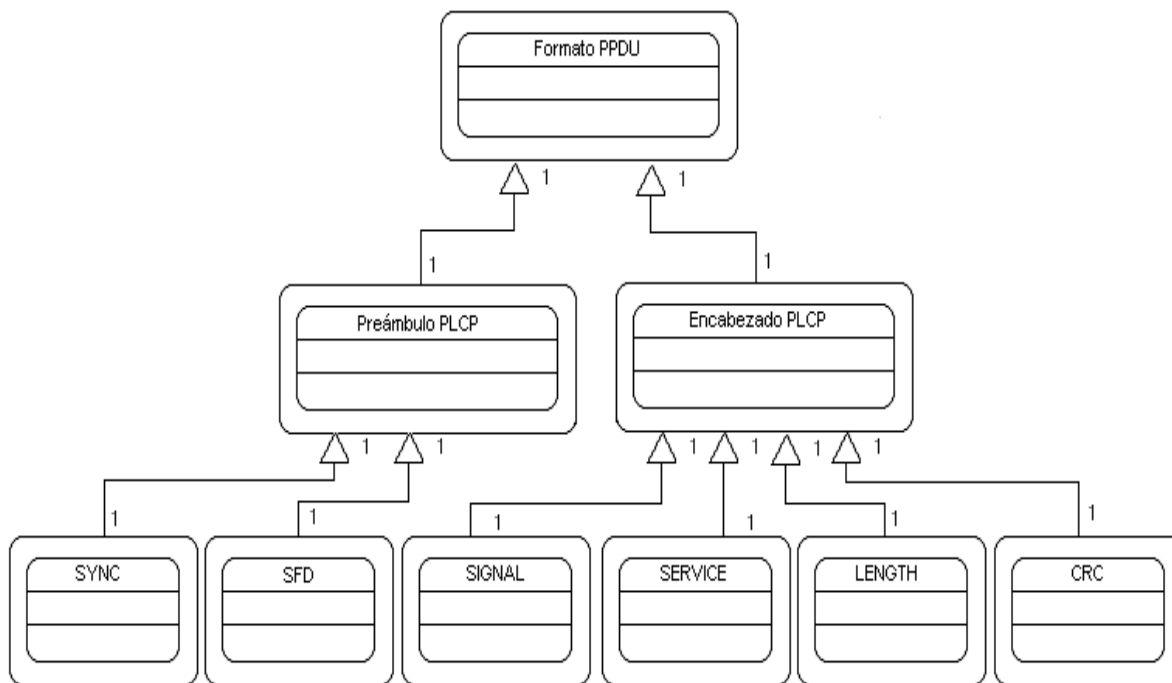 Formato PPDU
1 1
1 1
Preámbulo PLCP Encabezado PLCP
1 1 1 1 1 1
1 1 1 1 1 1
SYNC SFD SIGNAL SERVICE LENGTH CRC